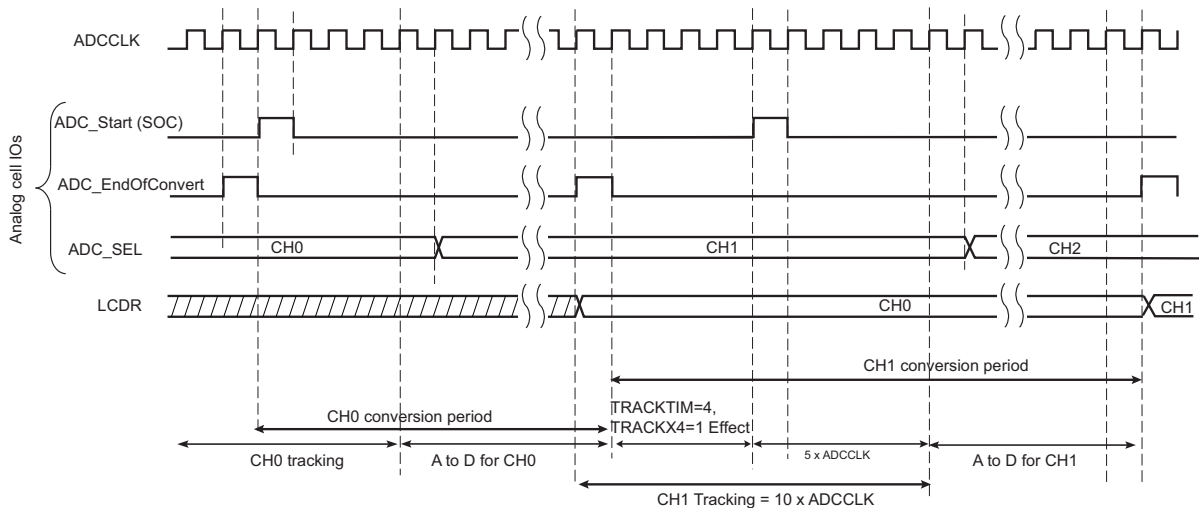 ADCCLK
Analog cell IOs
ADC_Start (SOC)
ADC_EndOfConvert
ADC_SEL
CH0
CH1
CH2
LCDR
CH0
CH1
CH1 conversion period
CH0 conversion period
TRACKTIM=4,
TRACKX4=1 Effect
CH0 tracking
A to D for CH0
5 x ADCCLK
A to D for CH1
CH1 Tracking = 10 x ADCCLK